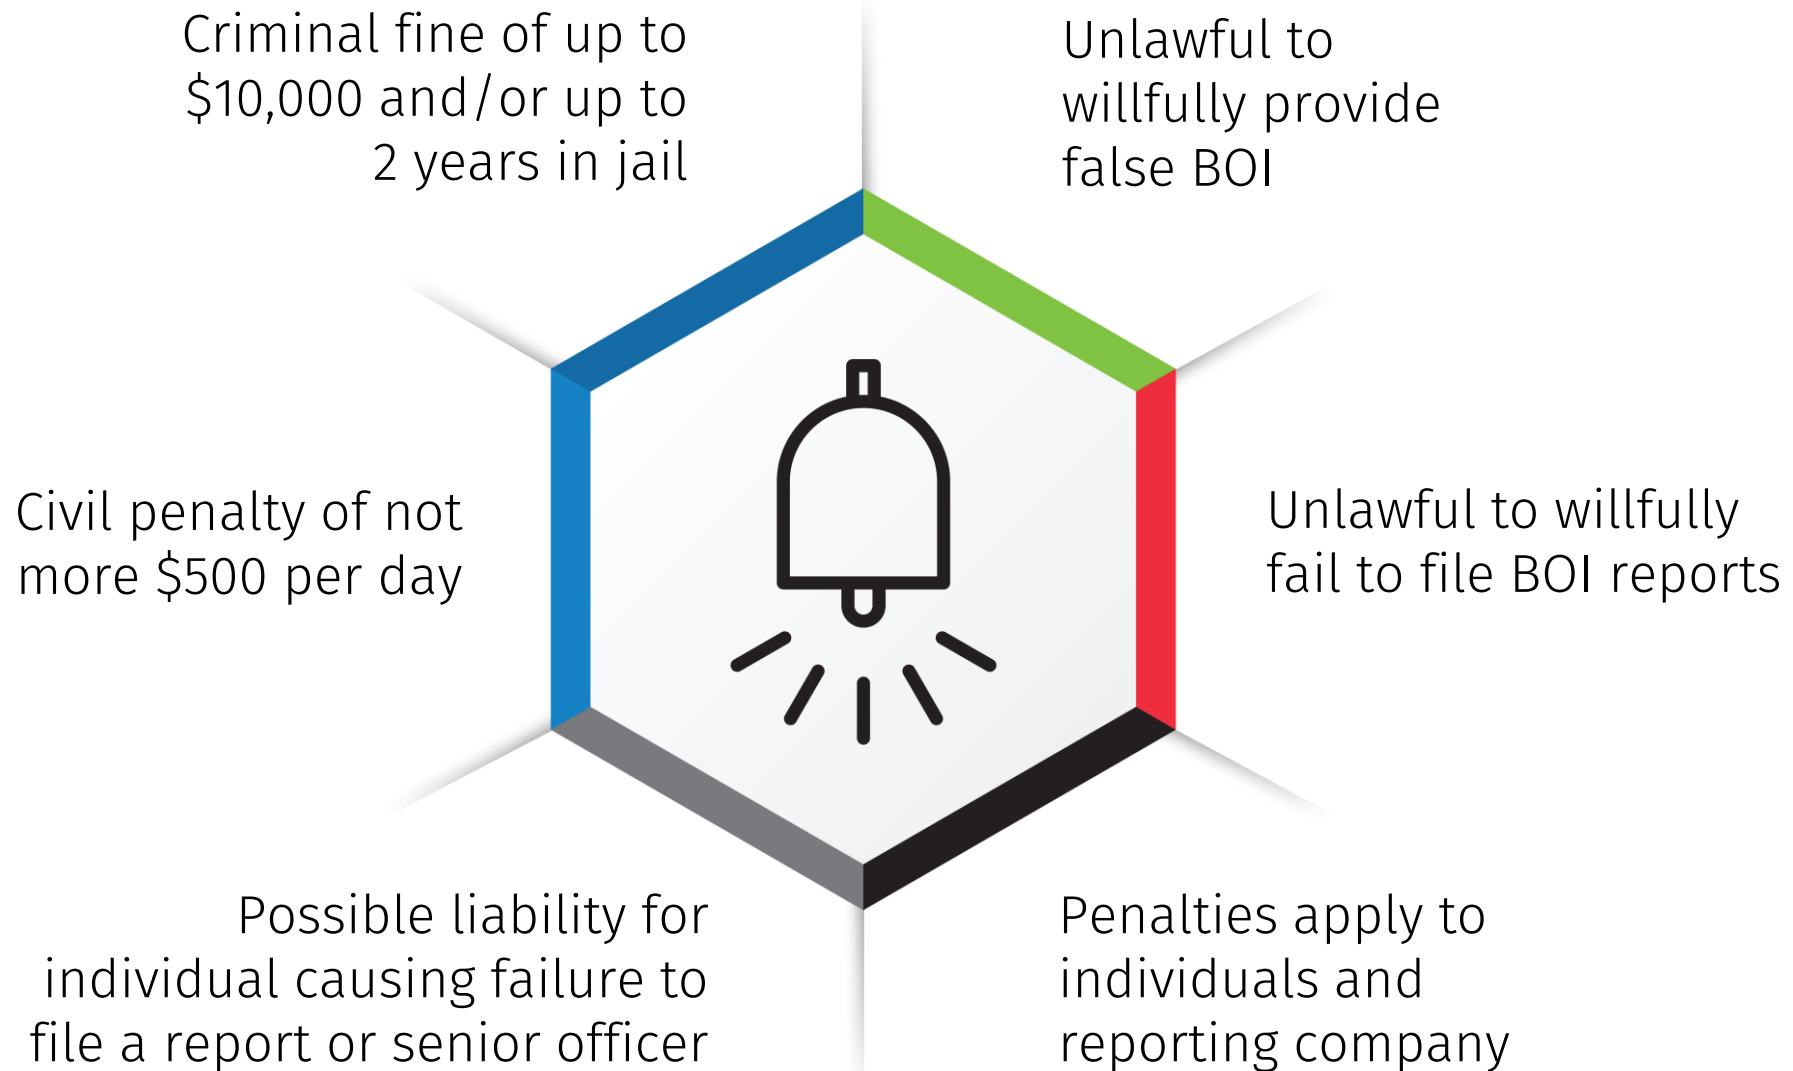 Criminal fine of up to
$10,000 and/or up to
2 years in jail
Unlawful to
willfully provide
false BOI
Civil penalty of not
more $500 per day
Unlawful to willfully
fail to file BOI reports
Possible liability for
individual causing failure to
file a report or senior officer
Penalties apply to
individuals and
reporting company